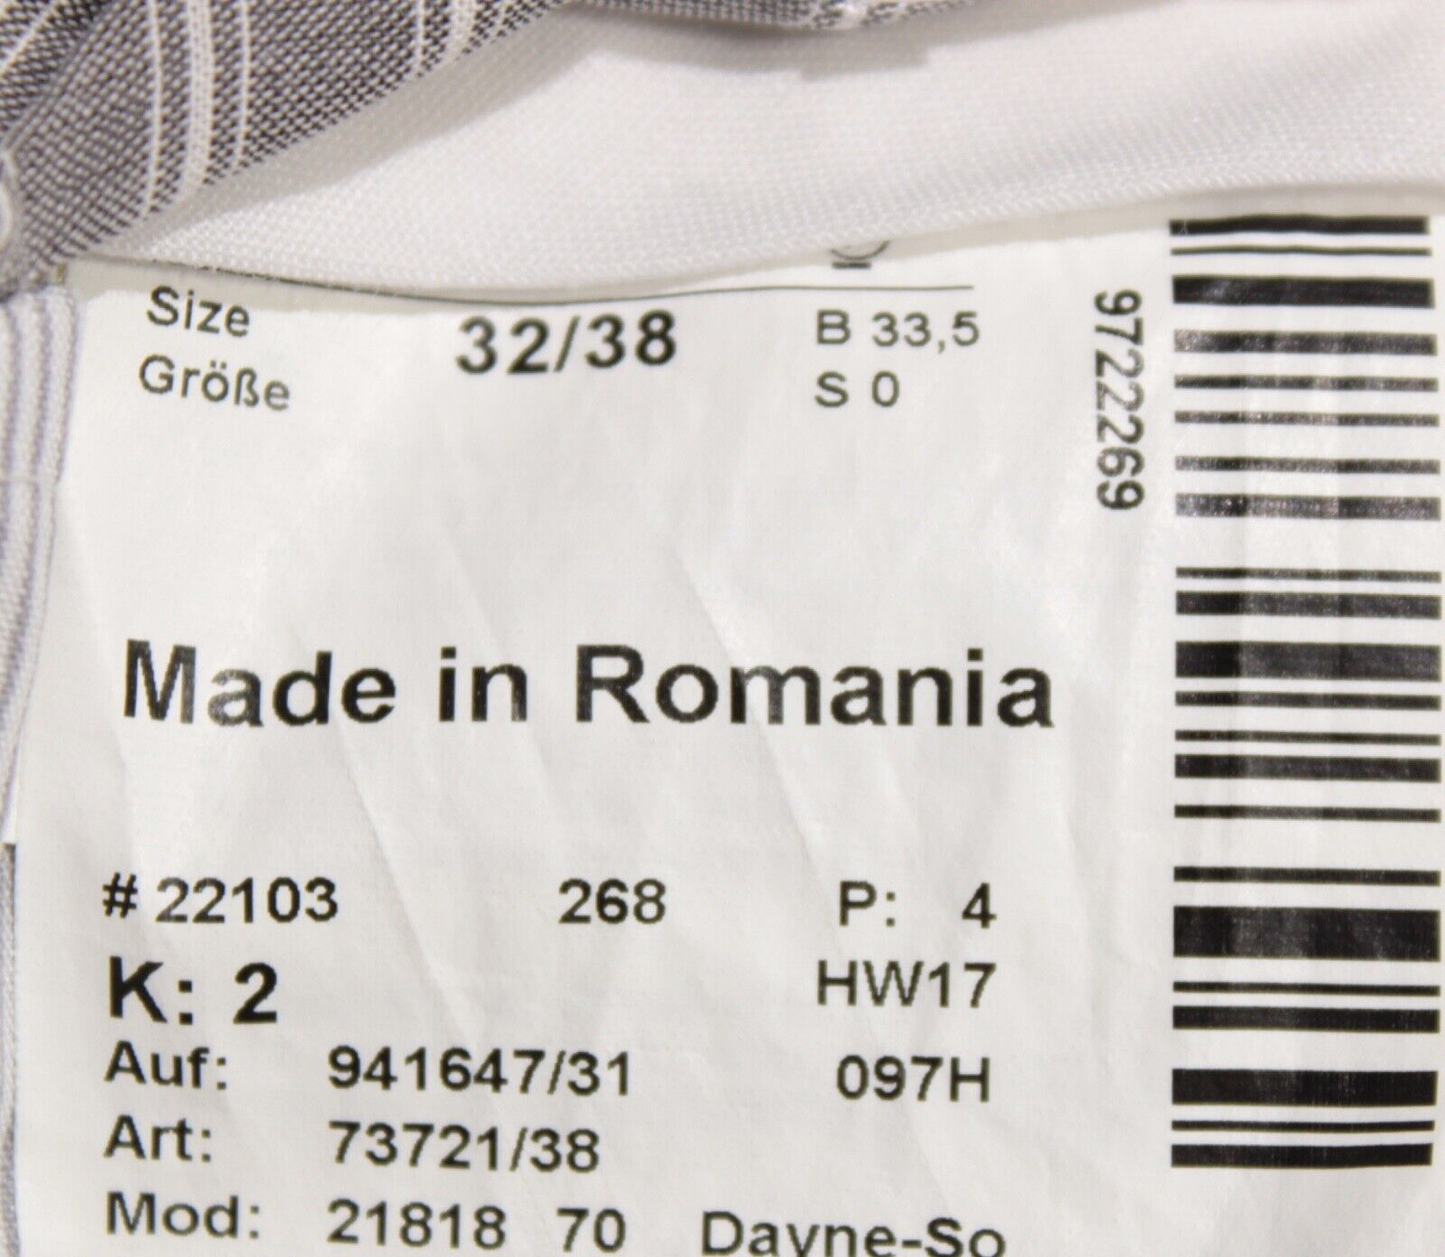 Size 32/38 B 33,5
Größe S 0
9722269
Made in Romania
# 22103 268 P: 4
K: 2 HW17
Auf: 941647/31 097H
Art: 73721/38
Mod: 21818 70 Dayne-So